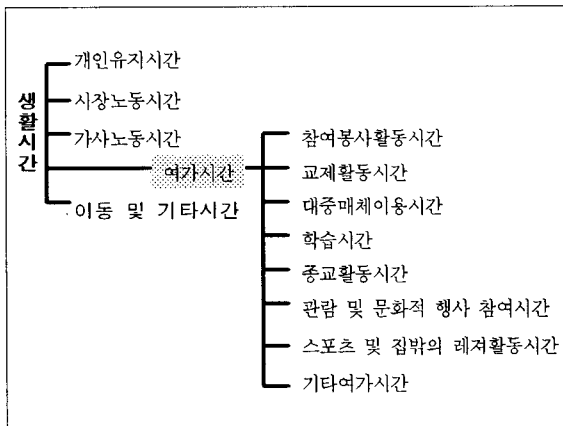 생활시간
개인유지시간
시장노동시간
가사노동시간
여가시간
이동 및 기타시간
참여봉사활동시간
교제활동시간
대중매체이용시간
학습시간
종교활동시간
관람 및 문화적 행사 참여시간
스포츠 및 집밖의 레져활동시간
기타여가시간